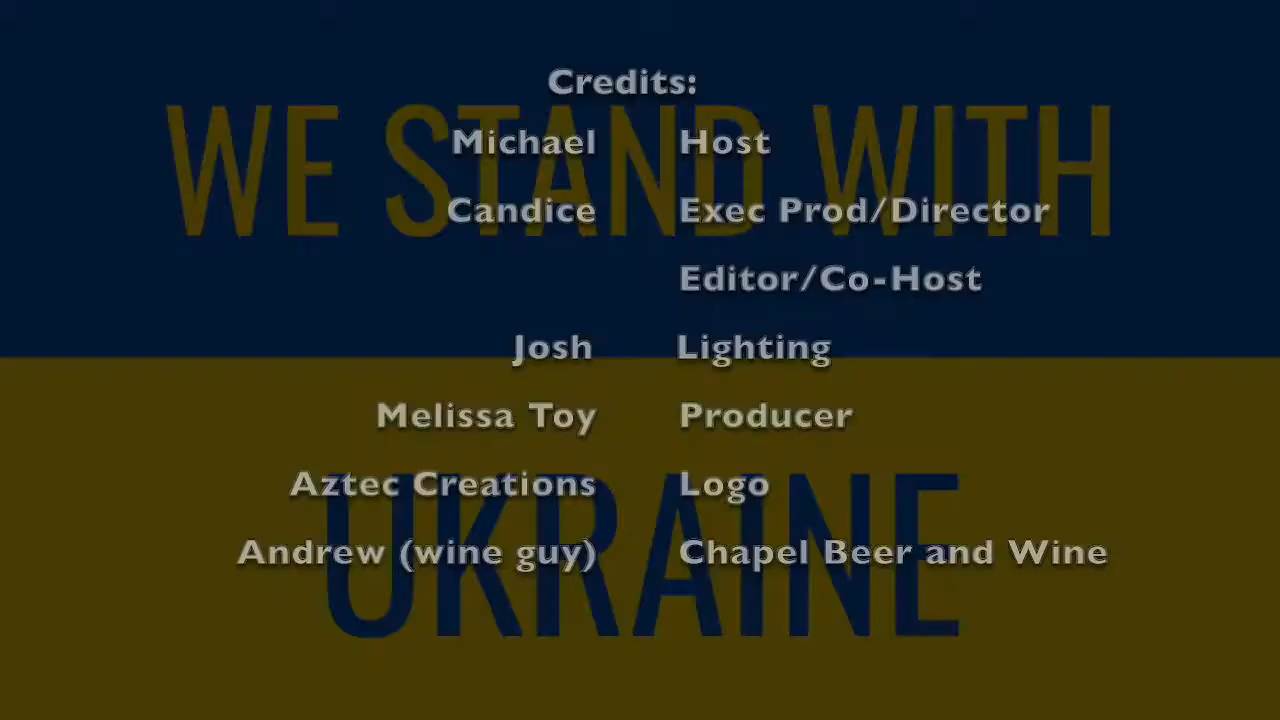 Credits:
Michael Host
Candice Exec Prod/Director
Editor/Co-Host
Josh Lighting
Melissa Toy Producer
Aztec Creations Logo
Andrew (wine guy) Chapel Beer and Wine
WE STAND WITH
UKRAINE